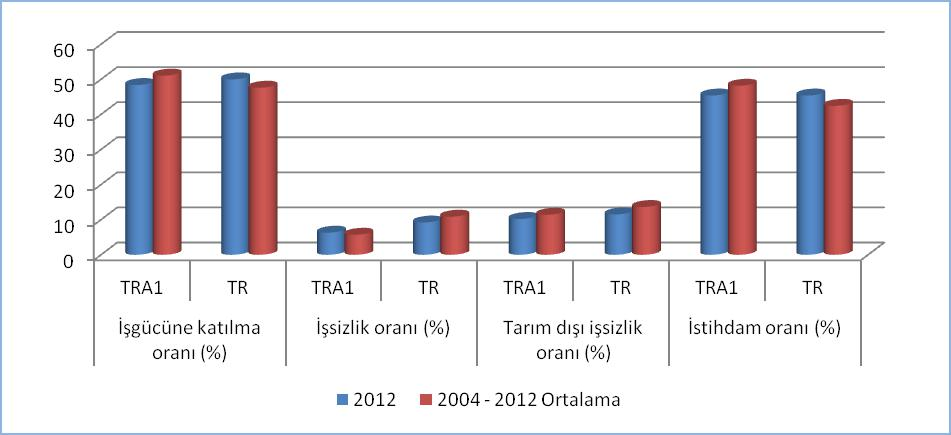 60
50
40
30
20
10
0
TRA1 TR TRA1 TR TRA1 TR TRA1 TR
İşgücüne katılma oranı (%)
İşsizlik oranı (%)
Tarım dışı işsizlik oranı (%)
İstihdam oranı (%)
2012 2004 - 2012 Ortalama